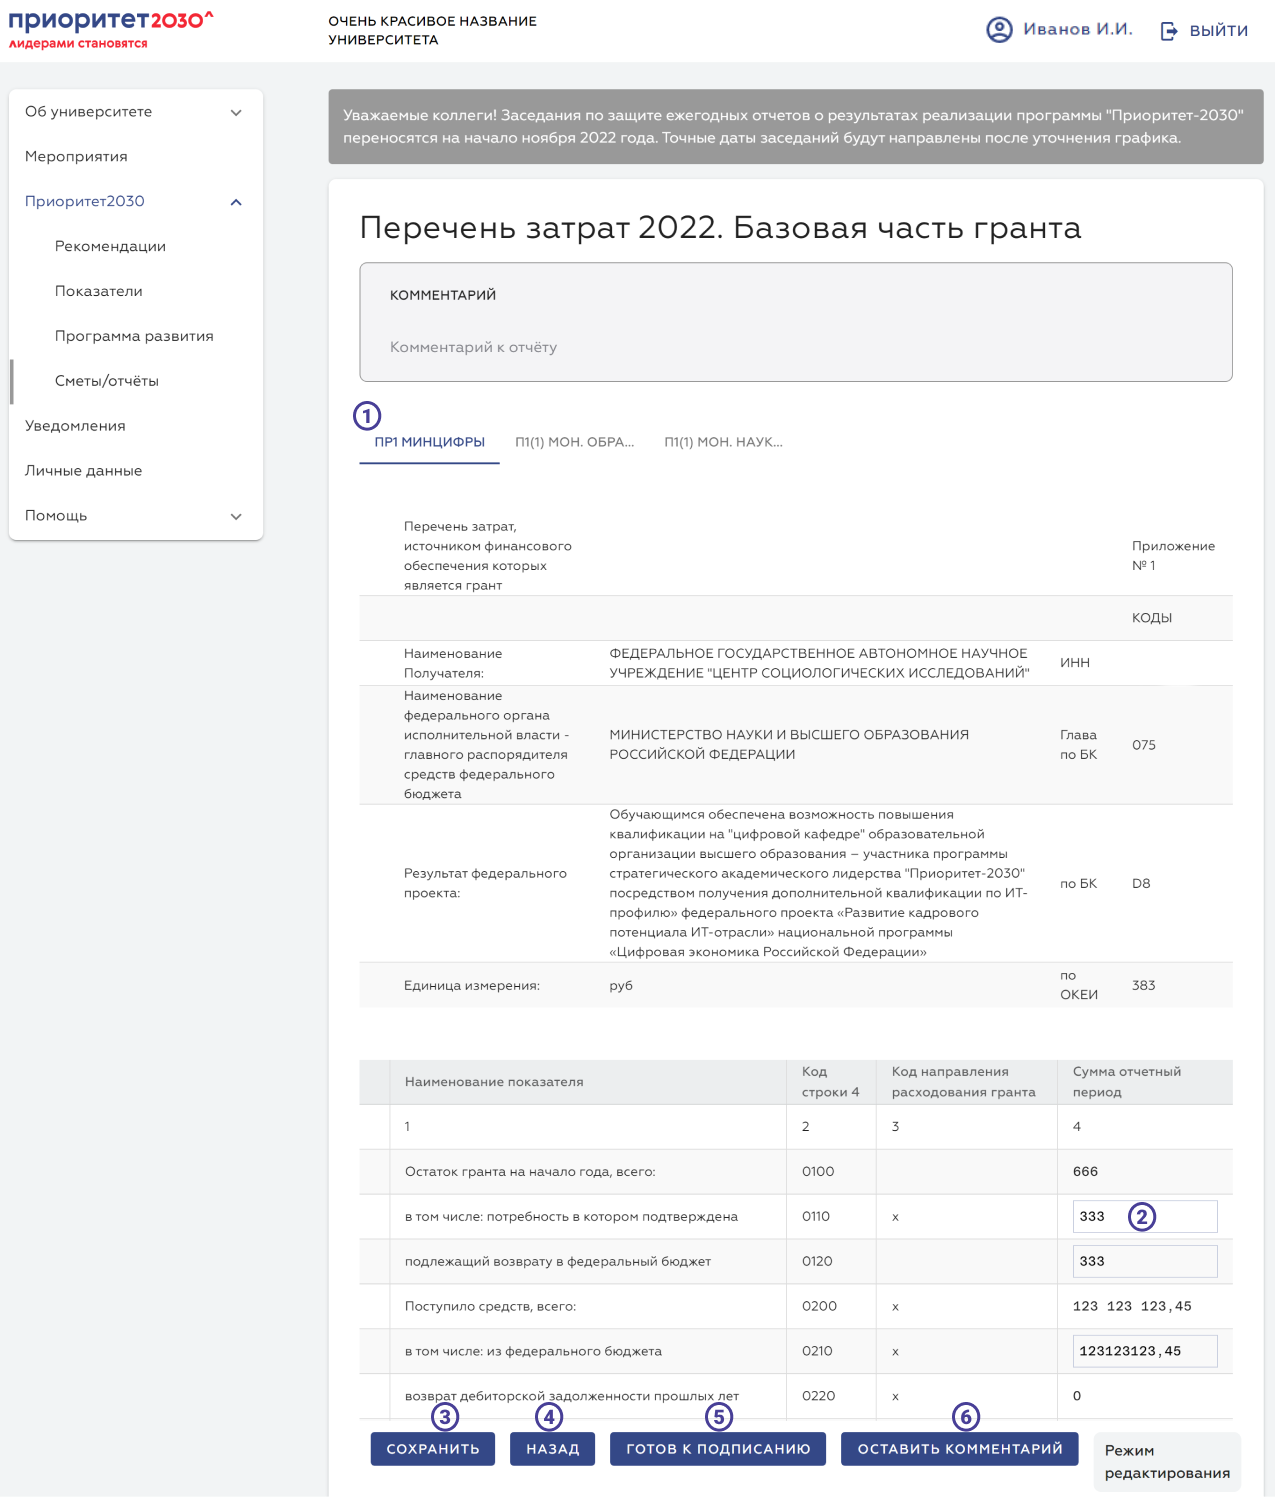 приоритет2030^
лидерами становятся
ОЧЕНЬ КРАСИВОЕ НАЗВАНИЕ
УНИВЕРСИТЕТА
Иванов И.И.
ВЫЙТИ
Об университете
Мероприятия
Приоритет2030
Рекомендации
Показатели
Программа развития
Сметы/отчёты
Уведомления
Личные данные
Помощь
Уважаемые коллеги! Заседания по защите ежегодных отчетов о результатах реализации программы "Приоритет-2030"
переносятся на начало ноября 2022 года. Точные даты заседаний будут направлены после уточнения графика.
Перечень затрат 2022. Базовая часть гранта
КОММЕНТАРИЙ
Комментарий к отчёту
1
ПР1 МИНЦИФРЫ П1(1) МОН. ОБРА... П1(1) МОН. НАУК...
Перечень затрат,
источником финансового
обеспечения которых
является грант
Приложение
№ 1
КОДЫ
Наименование
Получателя:
ФЕДЕРАЛЬНОЕ ГОСУДАРСТВЕННОЕ АВТОНОМНОЕ НАУЧНОЕ
УЧРЕЖДЕНИЕ "ЦЕНТР СОЦИОЛОГИЧЕСКИХ ИССЛЕДОВАНИЙ"
ИНН
Наименование
федерального органа
исполнительной власти -
главного распорядителя
средств федерального
бюджета
МИНИСТЕРСТВО НАУКИ И ВЫСШЕГО ОБРАЗОВАНИЯ
РОССИЙСКОЙ ФЕДЕРАЦИИ
Глава
по БК
075
Результат федерального
проекта:
Обучающимся обеспечена возможность повышения
квалификации на "цифровой кафедре" образовательной
организации высшего образования – участника программы
стратегического академического лидерства "Приоритет-2030"
посредством получения дополнительной квалификации по ИТ-
профилю» федерального проекта «Развитие кадрового
потенциала ИТ-отрасли» национальной программы
«Цифровая экономика Российской Федерации»
по БК
D8
Единица измерения:
руб
по
ОКЕИ
383
Наименование показателя
Код
строки 4
Код направления
расходования гранта
Сумма отчетный
период
1 2 3 4
Остаток гранта на начало года, всего: 0100 666
в том числе: потребность в котором подтверждена 0110 х 333 2
подлежащий возврату в федеральный бюджет 0120 333
Поступило средств, всего: 0200 х 123 123 123,45
в том числе: из федерального бюджета 0210 х 123123123,45
возврат дебиторской задолженности прошлых лет 0220 х 0
3 4 5 6
СОХРАНИТЬ НАЗАД ГОТОВ К ПОДПИСАНИЮ ОСТАВИТЬ КОММЕНТАРИЙ
Режим
редактирования